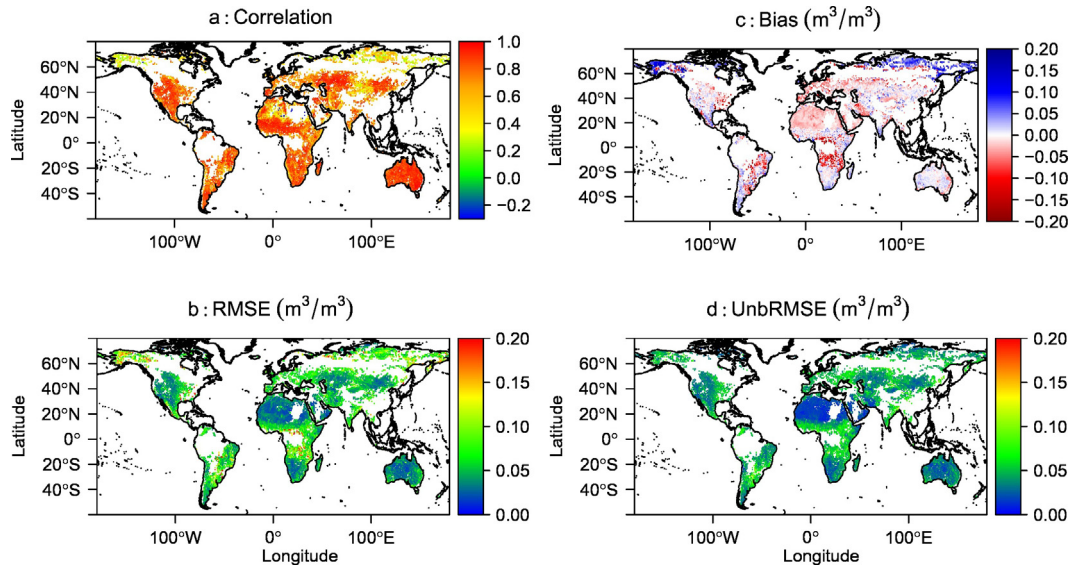 a : Correlation
Latitude
60°N
40°N
20°N
0°
20°S
40°S
100°W
0°
100°E
1.0
0.8
0.6
0.4
0.2
0.0
−0.2
c : Bias (m³/m³)
Latitude
60°N
40°N
20°N
0°
20°S
40°S
100°W
0°
100°E
0.20
0.15
0.10
0.05
0.00
−0.05
−0.10
−0.15
−0.20
b : RMSE (m³/m³)
Latitude
60°N
40°N
20°N
0°
20°S
40°S
100°W
0°
100°E
Longitude
0.20
0.15
0.10
0.05
0.00
d : UnbRMSE (m³/m³)
Latitude
60°N
40°N
20°N
0°
20°S
40°S
100°W
0°
100°E
Longitude
0.20
0.15
0.10
0.05
0.00